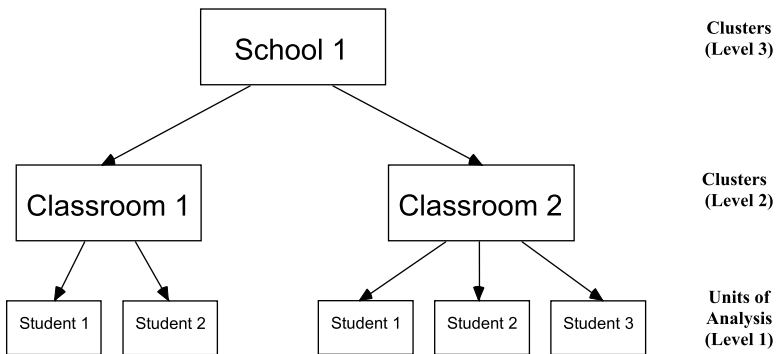 School 1
Clusters
(Level 3)
Classroom 1
Classroom 2
Clusters
(Level 2)
Student 1
Student 2
Student 1
Student 2
Student 3
Units of
Analysis
(Level 1)